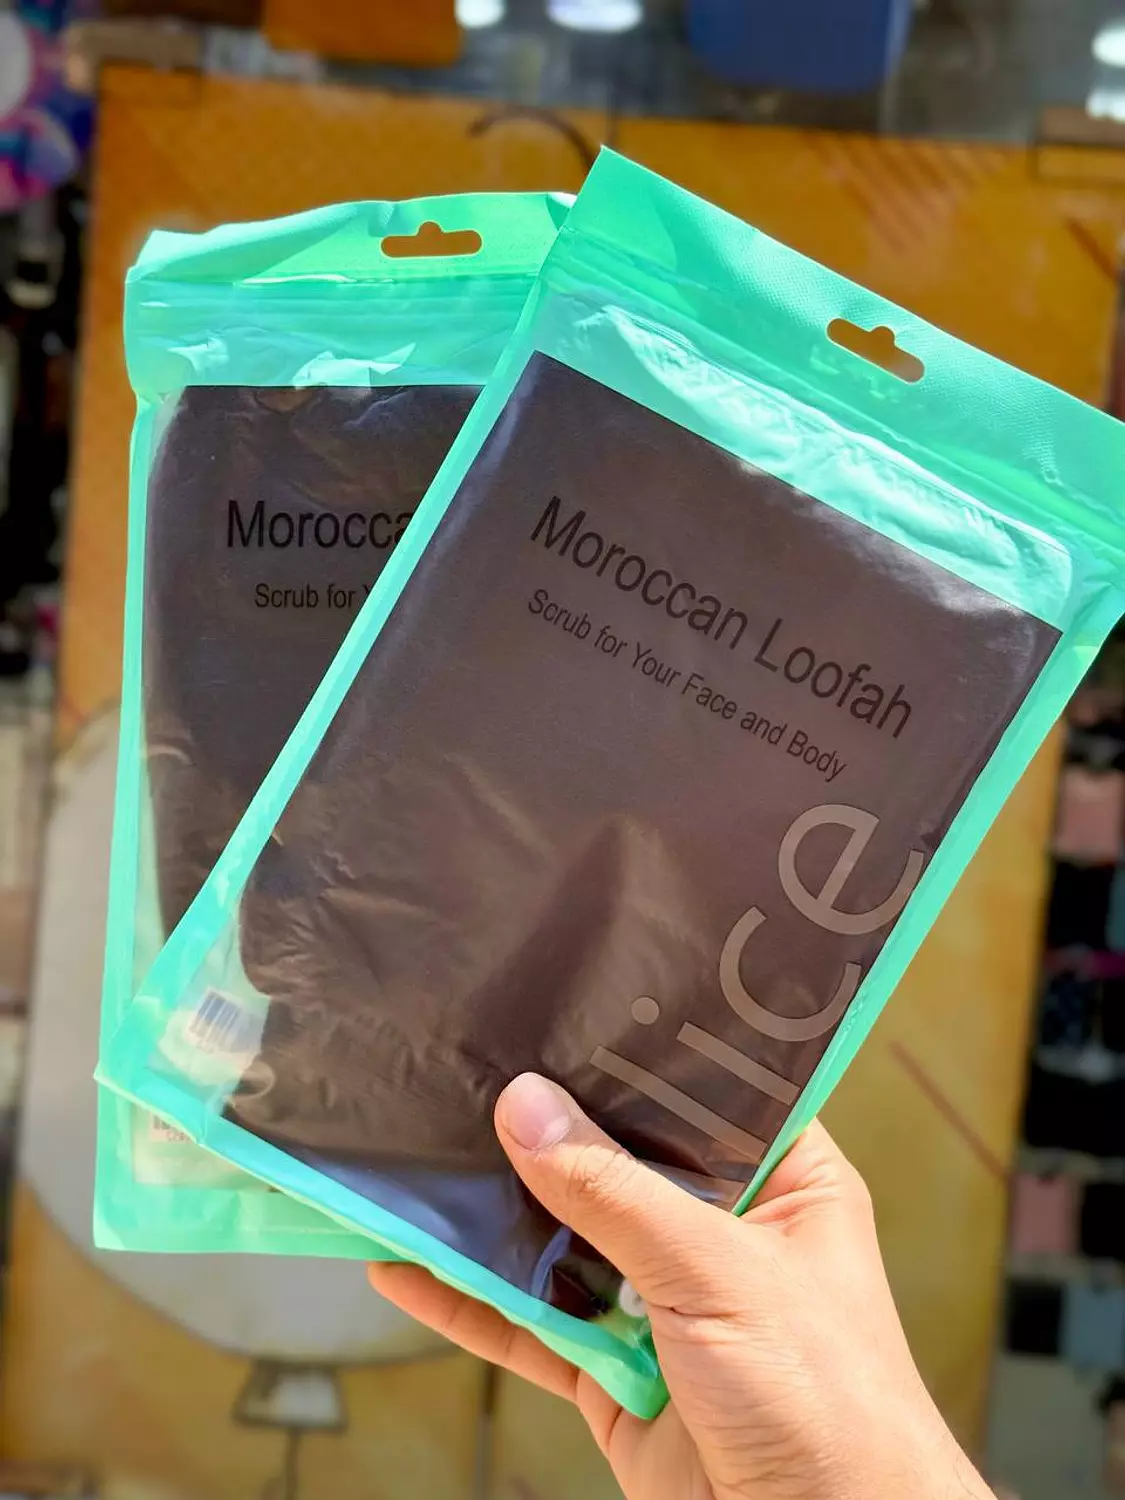 Moroccan Loofah
Scrub for Your Face and Body
Morocca
Scrub for